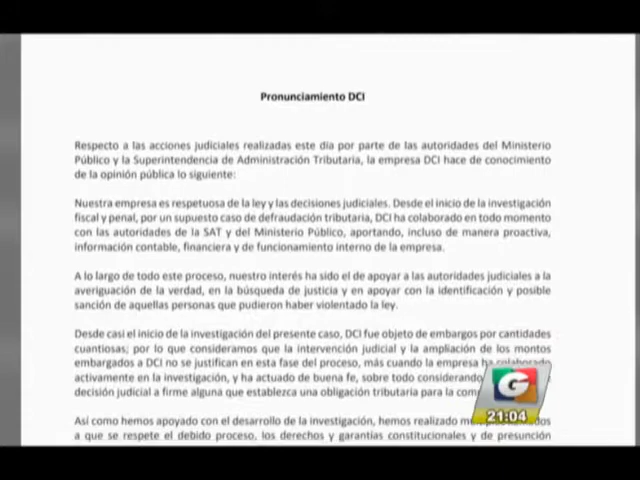 Pronunciamiento DCI
Respecto a las acciones judiciales realizadas este día por parte de las autoridades del Ministerio
Público y la Superintendencia de Administración Tributaria, la empresa DCI hace de conocimiento
de la opinión pública lo siguiente:
Nuestra empresa es respetuosa de la ley y las decisiones judiciales. Desde el inicio de la investigación
fiscal y penal, por un supuesto caso de defraudación tributaria, DCI ha colaborado en todo momento
con las autoridades de la SAT y del Ministerio Público, aportando, incluso de manera proactiva,
información contable, financiera y de funcionamiento interno de la empresa.
A lo largo de todo este proceso, nuestro interés ha sido el de apoyar a las autoridades judiciales a la
averiguación de la verdad, en la búsqueda de justicia y en apoyar con la identificación y posible
sanción de aquellas personas que pudieron haber violentado la ley.
Desde casi el inicio de la investigación del presente caso, DCI fue objeto de embargos por cantidades
cuantiosas; por lo que consideramos que la intervención judicial y la ampliación de los montos
embargados a DCI no se justifican en esta fase del proceso, más cuando la empresa ha colaborado
activamente en la investigación, y ha actuado de buena fe, sobre todo considerando
decisión judicial a firme alguna que establezca una obligación tributaria para la
G
21:04
Así como hemos apoyado con el desarrollo de la investigación, hemos realizado
a que se respete el debido proceso, los derechos y garantías constitucionales y de presunción